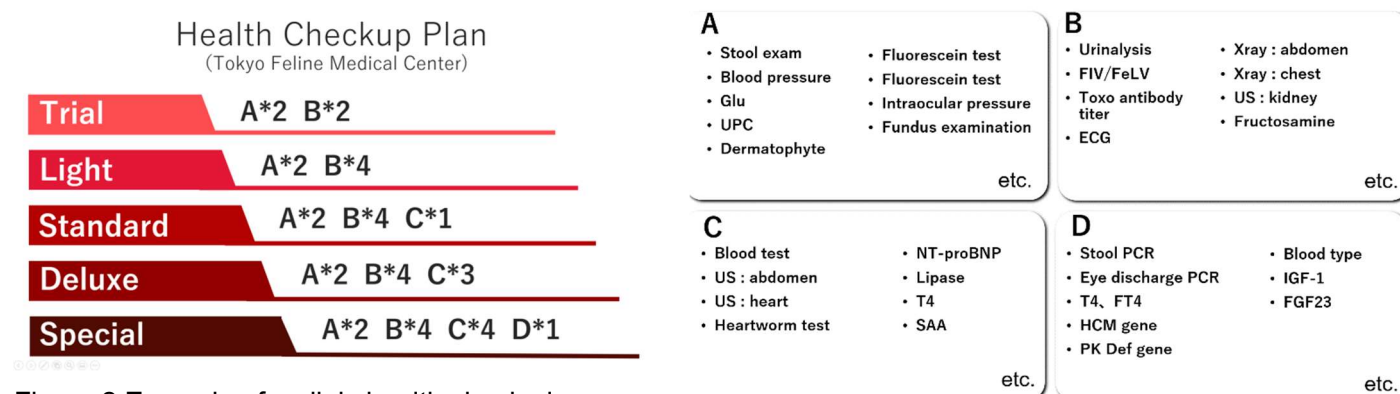 Health Checkup Plan
(Tokyo Feline Medical Center)
Trial A*2 B*2
Light A*2 B*4
Standard A*2 B*4 C*1
Deluxe A*2 B*4 C*3
Special A*2 B*4 C*4 D*1
A
• Stool exam
• Blood pressure
• Glu
• UPC
• Dermatophyte
• Fluorescein test
• Fluorescein test
• Intraocular pressure
• Fundus examination
etc.
B
• Urinalysis
• FIV/FeLV
• Toxo antibody
titer
• ECG
• Xray : abdomen
• Xray : chest
• US : kidney
• Fructosamine
etc.
C
• Blood test
• US : abdomen
• US : heart
• Heartworm test
• NT-proBNP
• Lipase
• T4
• SAA
etc.
D
• Stool PCR
• Eye discharge PCR
• T4、FT4
• HCM gene
• PK Def gene
• Blood type
• IGF-1
• FGF23
etc.